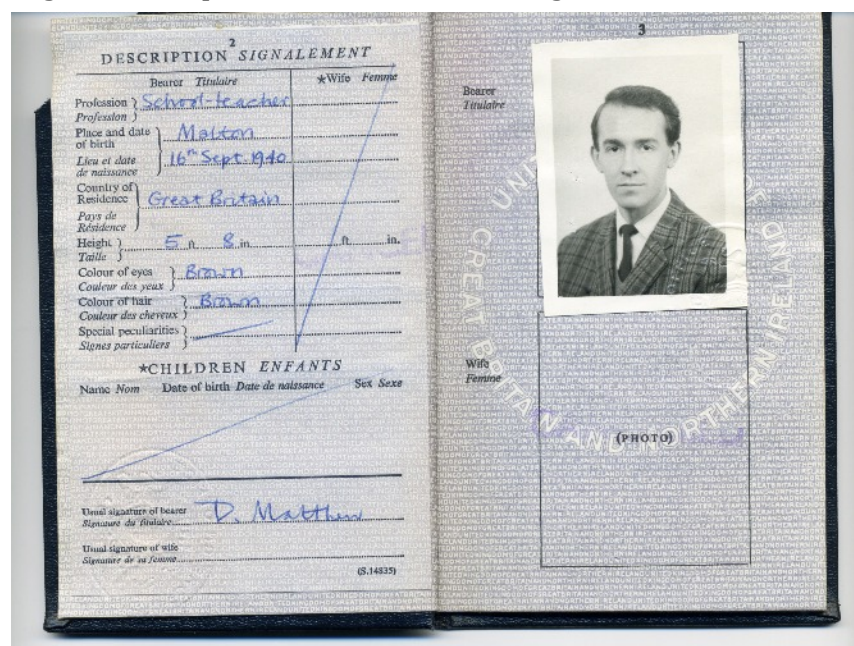 2
DESCRIPTION SIGNALEMENT
Bearer Titulaire ★Wife Femme
Profession } School-teacher
Profession
Place and date of birth } Malton
Lieu et date de naissance 16th Sept. 1940
Country of Residence } Great Britain
Pays de Résidence
Height } 5 ft. 8 in. ft. in.
Taille
Colour of eyes } Brown
Couleur des yeux
Colour of hair } Brown
Couleur des cheveux
Special peculiarities }
Signes particuliers
★CHILDREN ENFANTS
Name Nom Date of birth Date de naissance Sex Sexe
Usual signature of bearer D. Matthew
Signature du titulaire
Usual signature of wife
Signature de sa femme
(S.14835)
3
Bearer
Titulaire
Wife
Femme
(PHOTO)
GREAT BRITAIN AND NORTHERN IRELAND